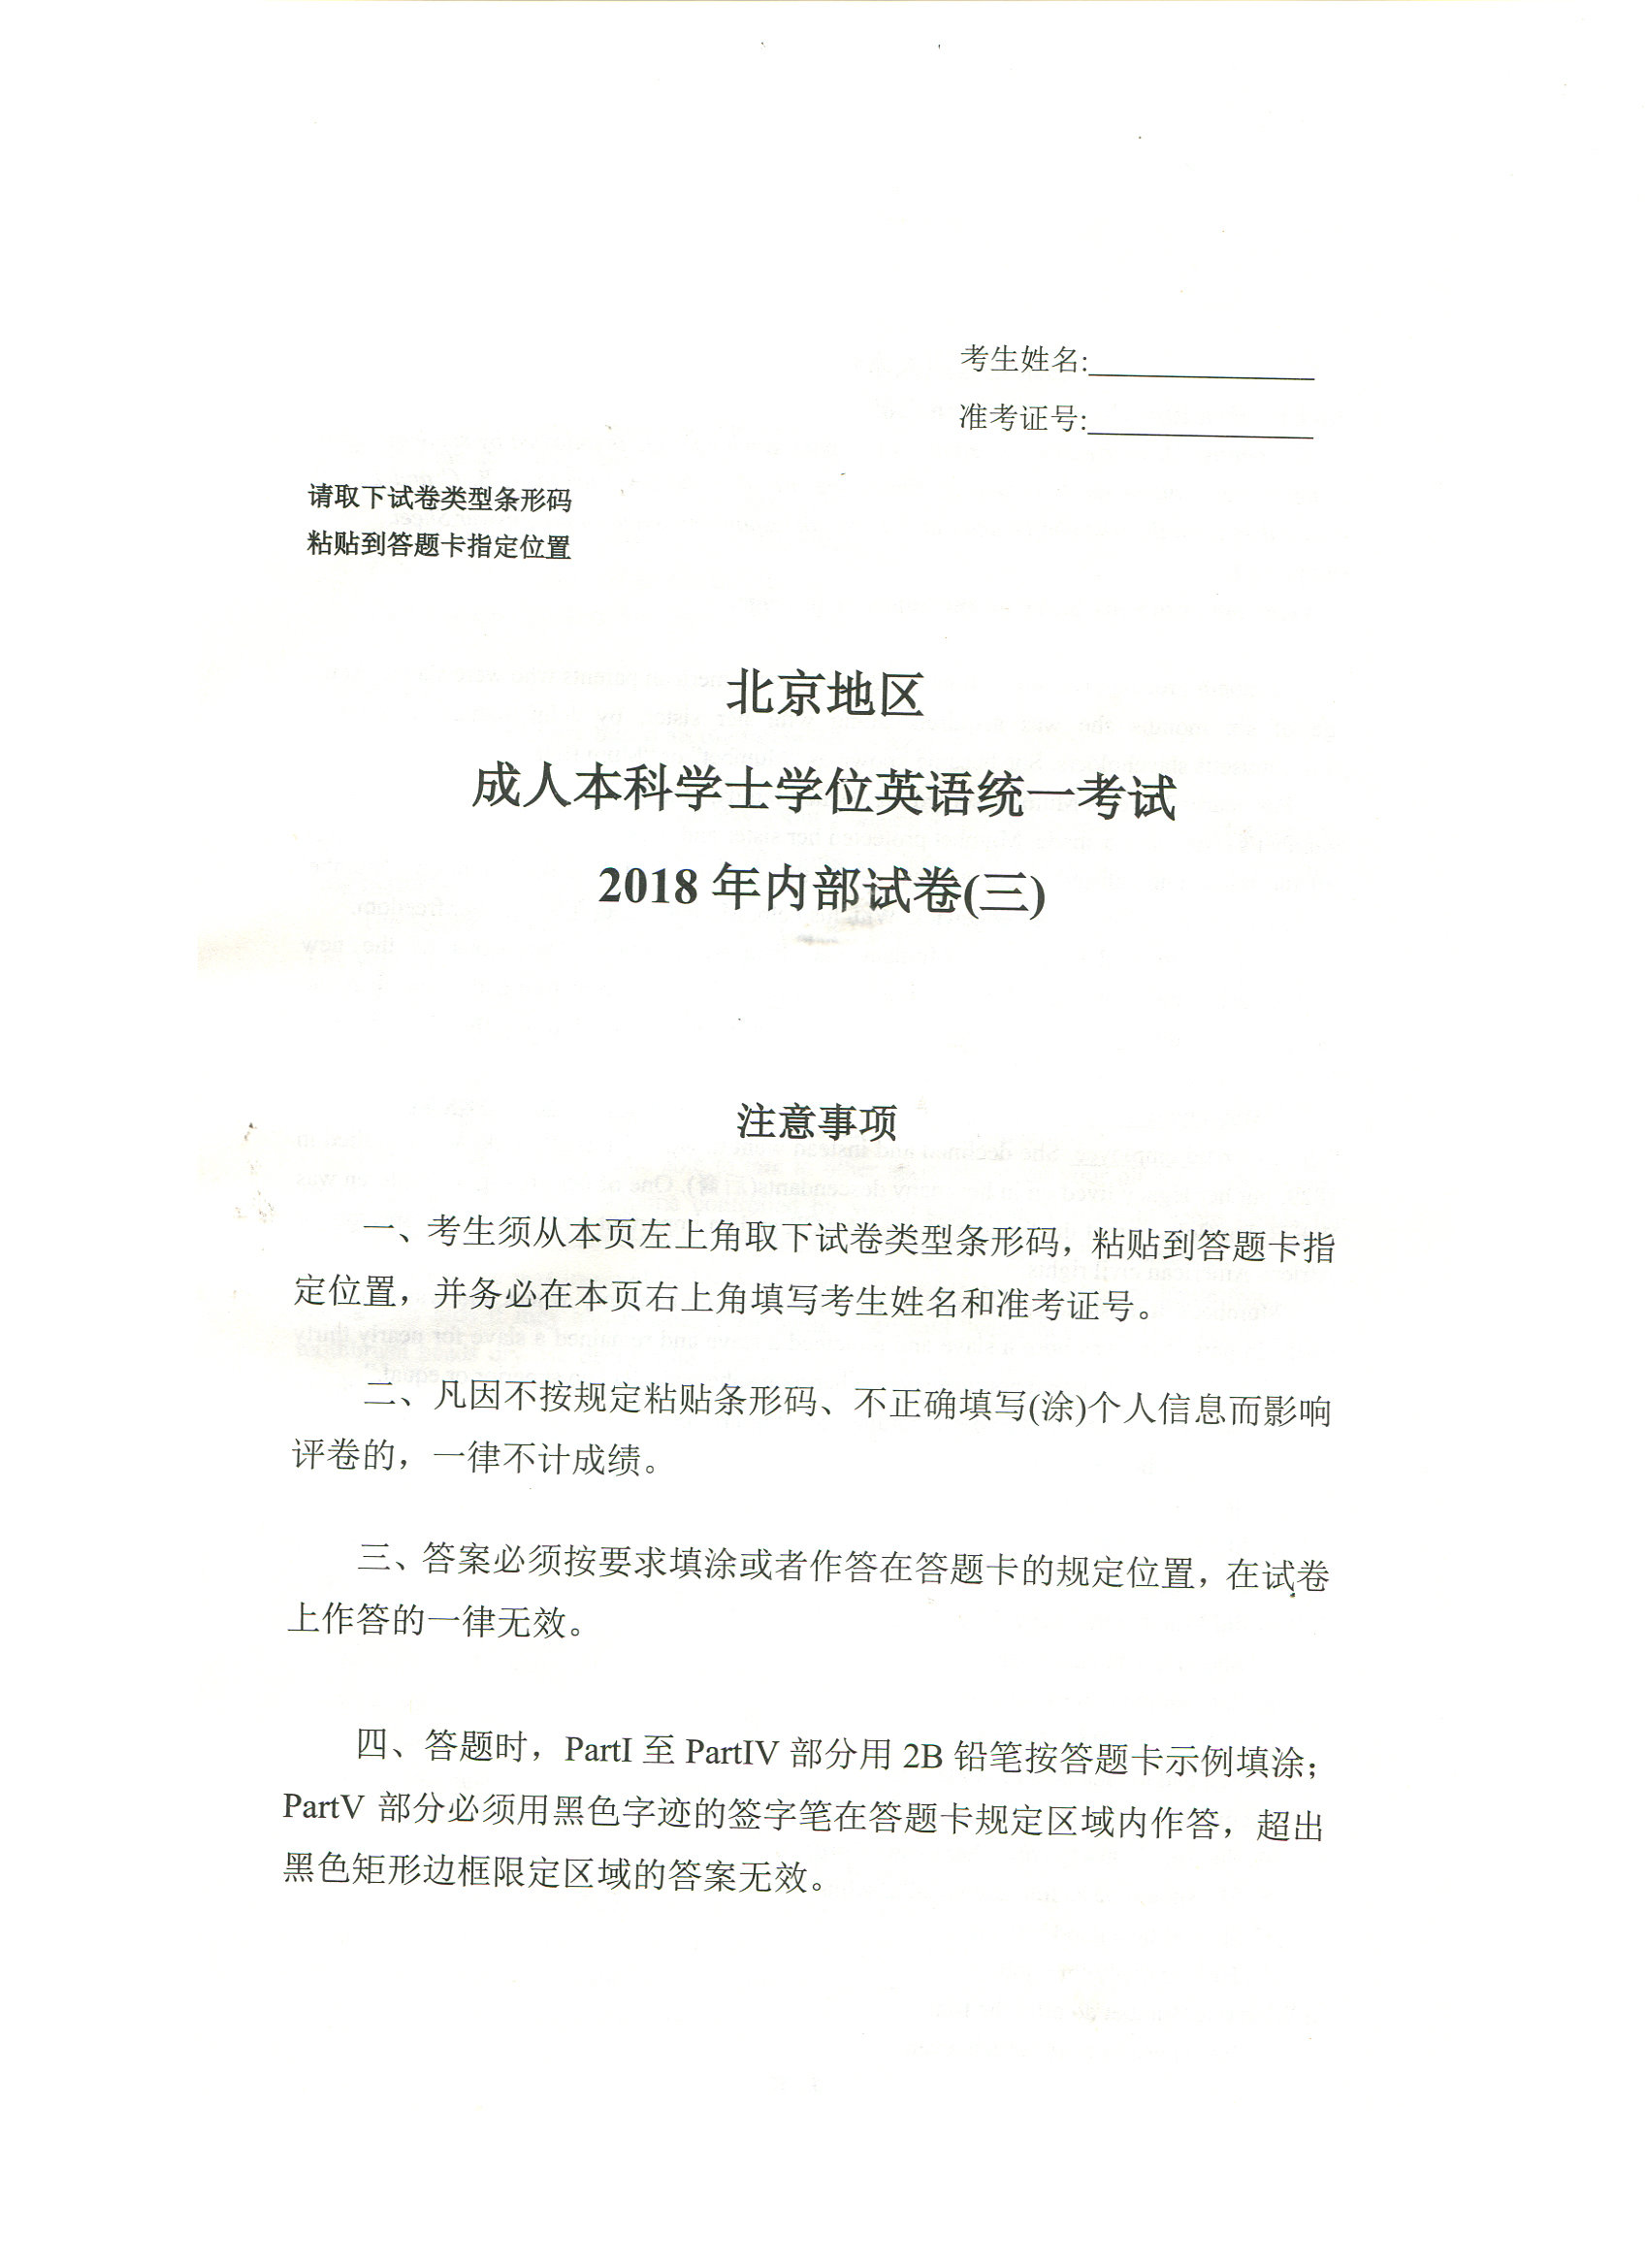 考生姓名:
准考证号:
请取下试卷类型条形码
粘贴到答题卡指定位置
北京地区
成人本科学士学位英语统一考试
2018 年内部试卷(三)
注意事项
一、考生须从本页左上角取下试卷类型条形码，粘贴到答题卡指
定位置，并务必在本页右上角填写考生姓名和准考证号。
二、凡因不按规定粘贴条形码、不正确填写(涂)个人信息而影响
评卷的，一律不计成绩。
三、答案必须按要求填涂或者作答在答题卡的规定位置，在试卷
上作答的一律无效。
四、答题时，PartI 至 PartIV 部分用 2B 铅笔按答题卡示例填涂；
PartV 部分必须用黑色字迹的签字笔在答题卡规定区域内作答，超出
黑色矩形边框限定区域的答案无效。